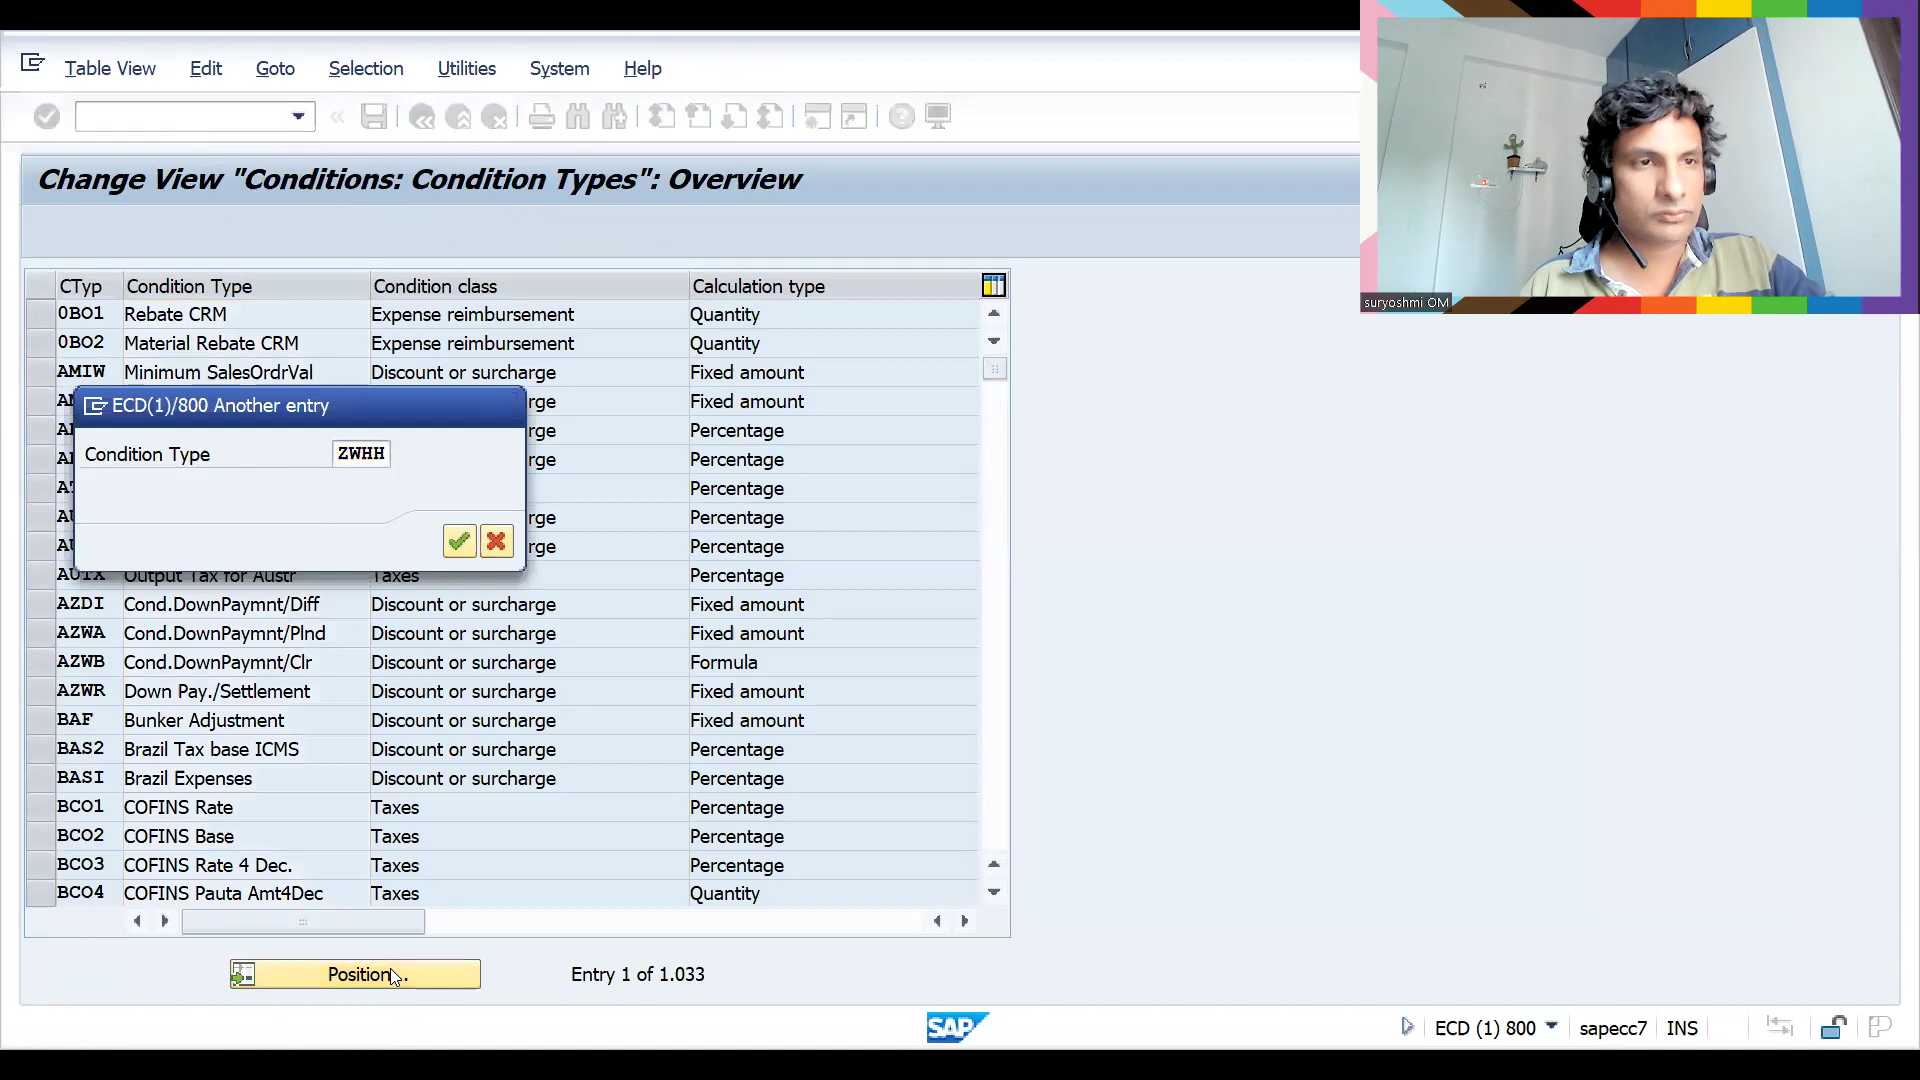 Table View Edit Goto Selection Utilities System Help
Change View "Conditions: Condition Types": Overview
CTyp Condition Type Condition class Calculation type
0BO1 Rebate CRM Expense reimbursement Quantity
0BO2 Material Rebate CRM Expense reimbursement Quantity
AMIW Minimum SalesOrdrVal Discount or surcharge Fixed amount
rge Fixed amount
ECD(1)/800 Another entry
rge Percentage
Condition Type ZWHH
rge Percentage
Percentage
rge Percentage
rge Percentage
AUTX Output Tax for Austr Taxes Percentage
AZDI Cond.DownPaymnt/Diff Discount or surcharge Fixed amount
AZWA Cond.DownPaymnt/Plnd Discount or surcharge Fixed amount
AZWB Cond.DownPaymnt/Clr Discount or surcharge Formula
AZWR Down Pay./Settlement Discount or surcharge Fixed amount
BAF Bunker Adjustment Discount or surcharge Fixed amount
BAS2 Brazil Tax base ICMS Discount or surcharge Percentage
BASI Brazil Expenses Discount or surcharge Percentage
BCO1 COFINS Rate Taxes Percentage
BCO2 COFINS Base Taxes Percentage
BCO3 COFINS Rate 4 Dec. Taxes Percentage
BCO4 COFINS Pauta Amt4Dec Taxes Quantity
Position... Entry 1 of 1.033
SAP ECD (1) 800 sapecc7 INS
suryoshmi OM